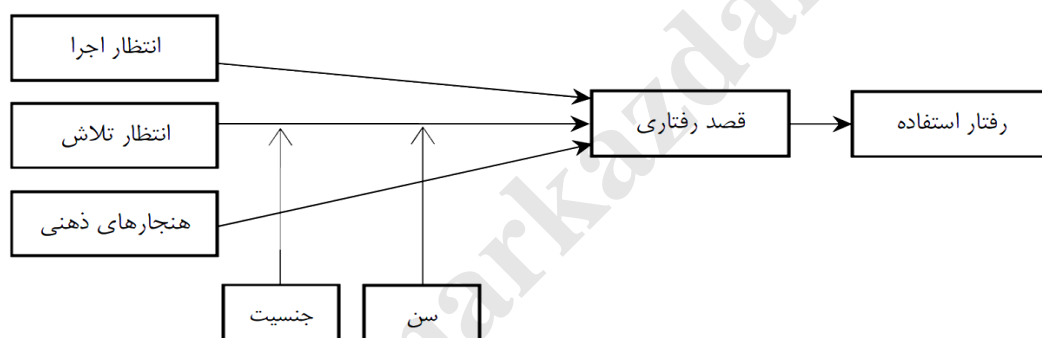 انتظار اجرا
انتظار تلاش
هنجارهای ذهنی
قصد رفتاری
رفتار استفاده
جنسیت
سن